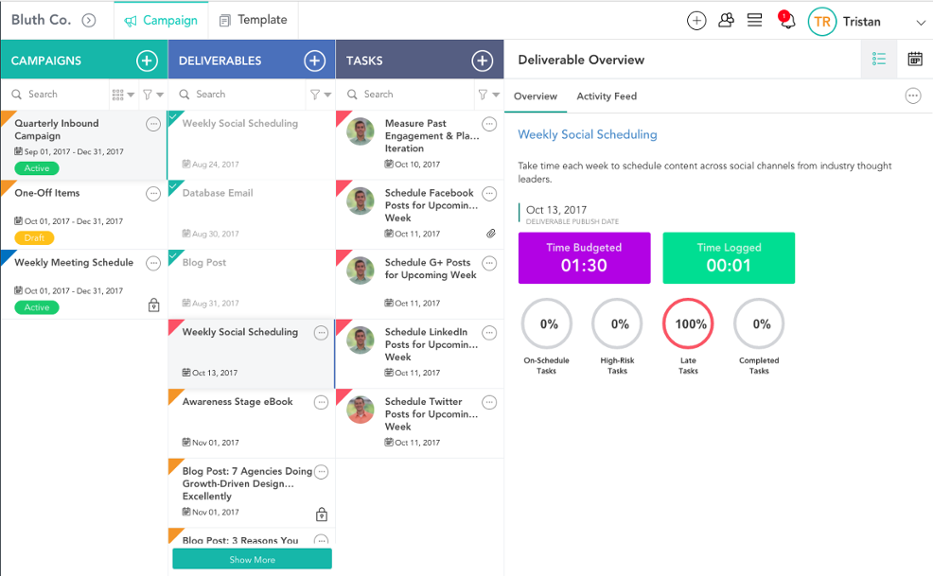 Bluth Co.
Campaign
Template
1
TR
Tristan
CAMPAIGNS
Search
Quarterly Inbound
Campaign
Sep 01, 2017 - Dec 31, 2017
Active
One-Off Items
Oct 01, 2017 - Dec 31, 2017
Draft
Weekly Meeting Schedule
Oct 01, 2017 - Dec 31, 2017
Active
DELIVERABLES
Search
Weekly Social Scheduling
Aug 24, 2017
Database Email
Aug 30, 2017
Blog Post
Aug 31, 2017
Weekly Social Scheduling
Oct 13, 2017
Awareness Stage eBook
Nov 01, 2017
Blog Post: 7 Agencies Doing
Growth-Driven Design...
Excellently
Nov 01, 2017
Blog Post: 3 Reasons You
Show More
TASKS
Search
Measure Past
Engagement & Pla...
Iteration
Oct 10, 2017
Schedule Facebook
Posts for Upcomin...
Week
Oct 11, 2017
Schedule G+ Posts
for Upcoming Week
Oct 11, 2017
Schedule LinkedIn
Posts for Upcomin...
Week
Oct 11, 2017
Schedule Twitter
Posts for Upcomin...
Week
Oct 11, 2017
Deliverable Overview
Overview
Activity Feed
Weekly Social Scheduling
Take time each week to schedule content across social channels from industry thought
leaders.
Oct 13, 2017
DELIVERABLE PUBLISH DATE
Time Budgeted
01:30
Time Logged
00:01
0%
On-Schedule
Tasks
0%
High-Risk
Tasks
100%
Late
Tasks
0%
Completed
Tasks